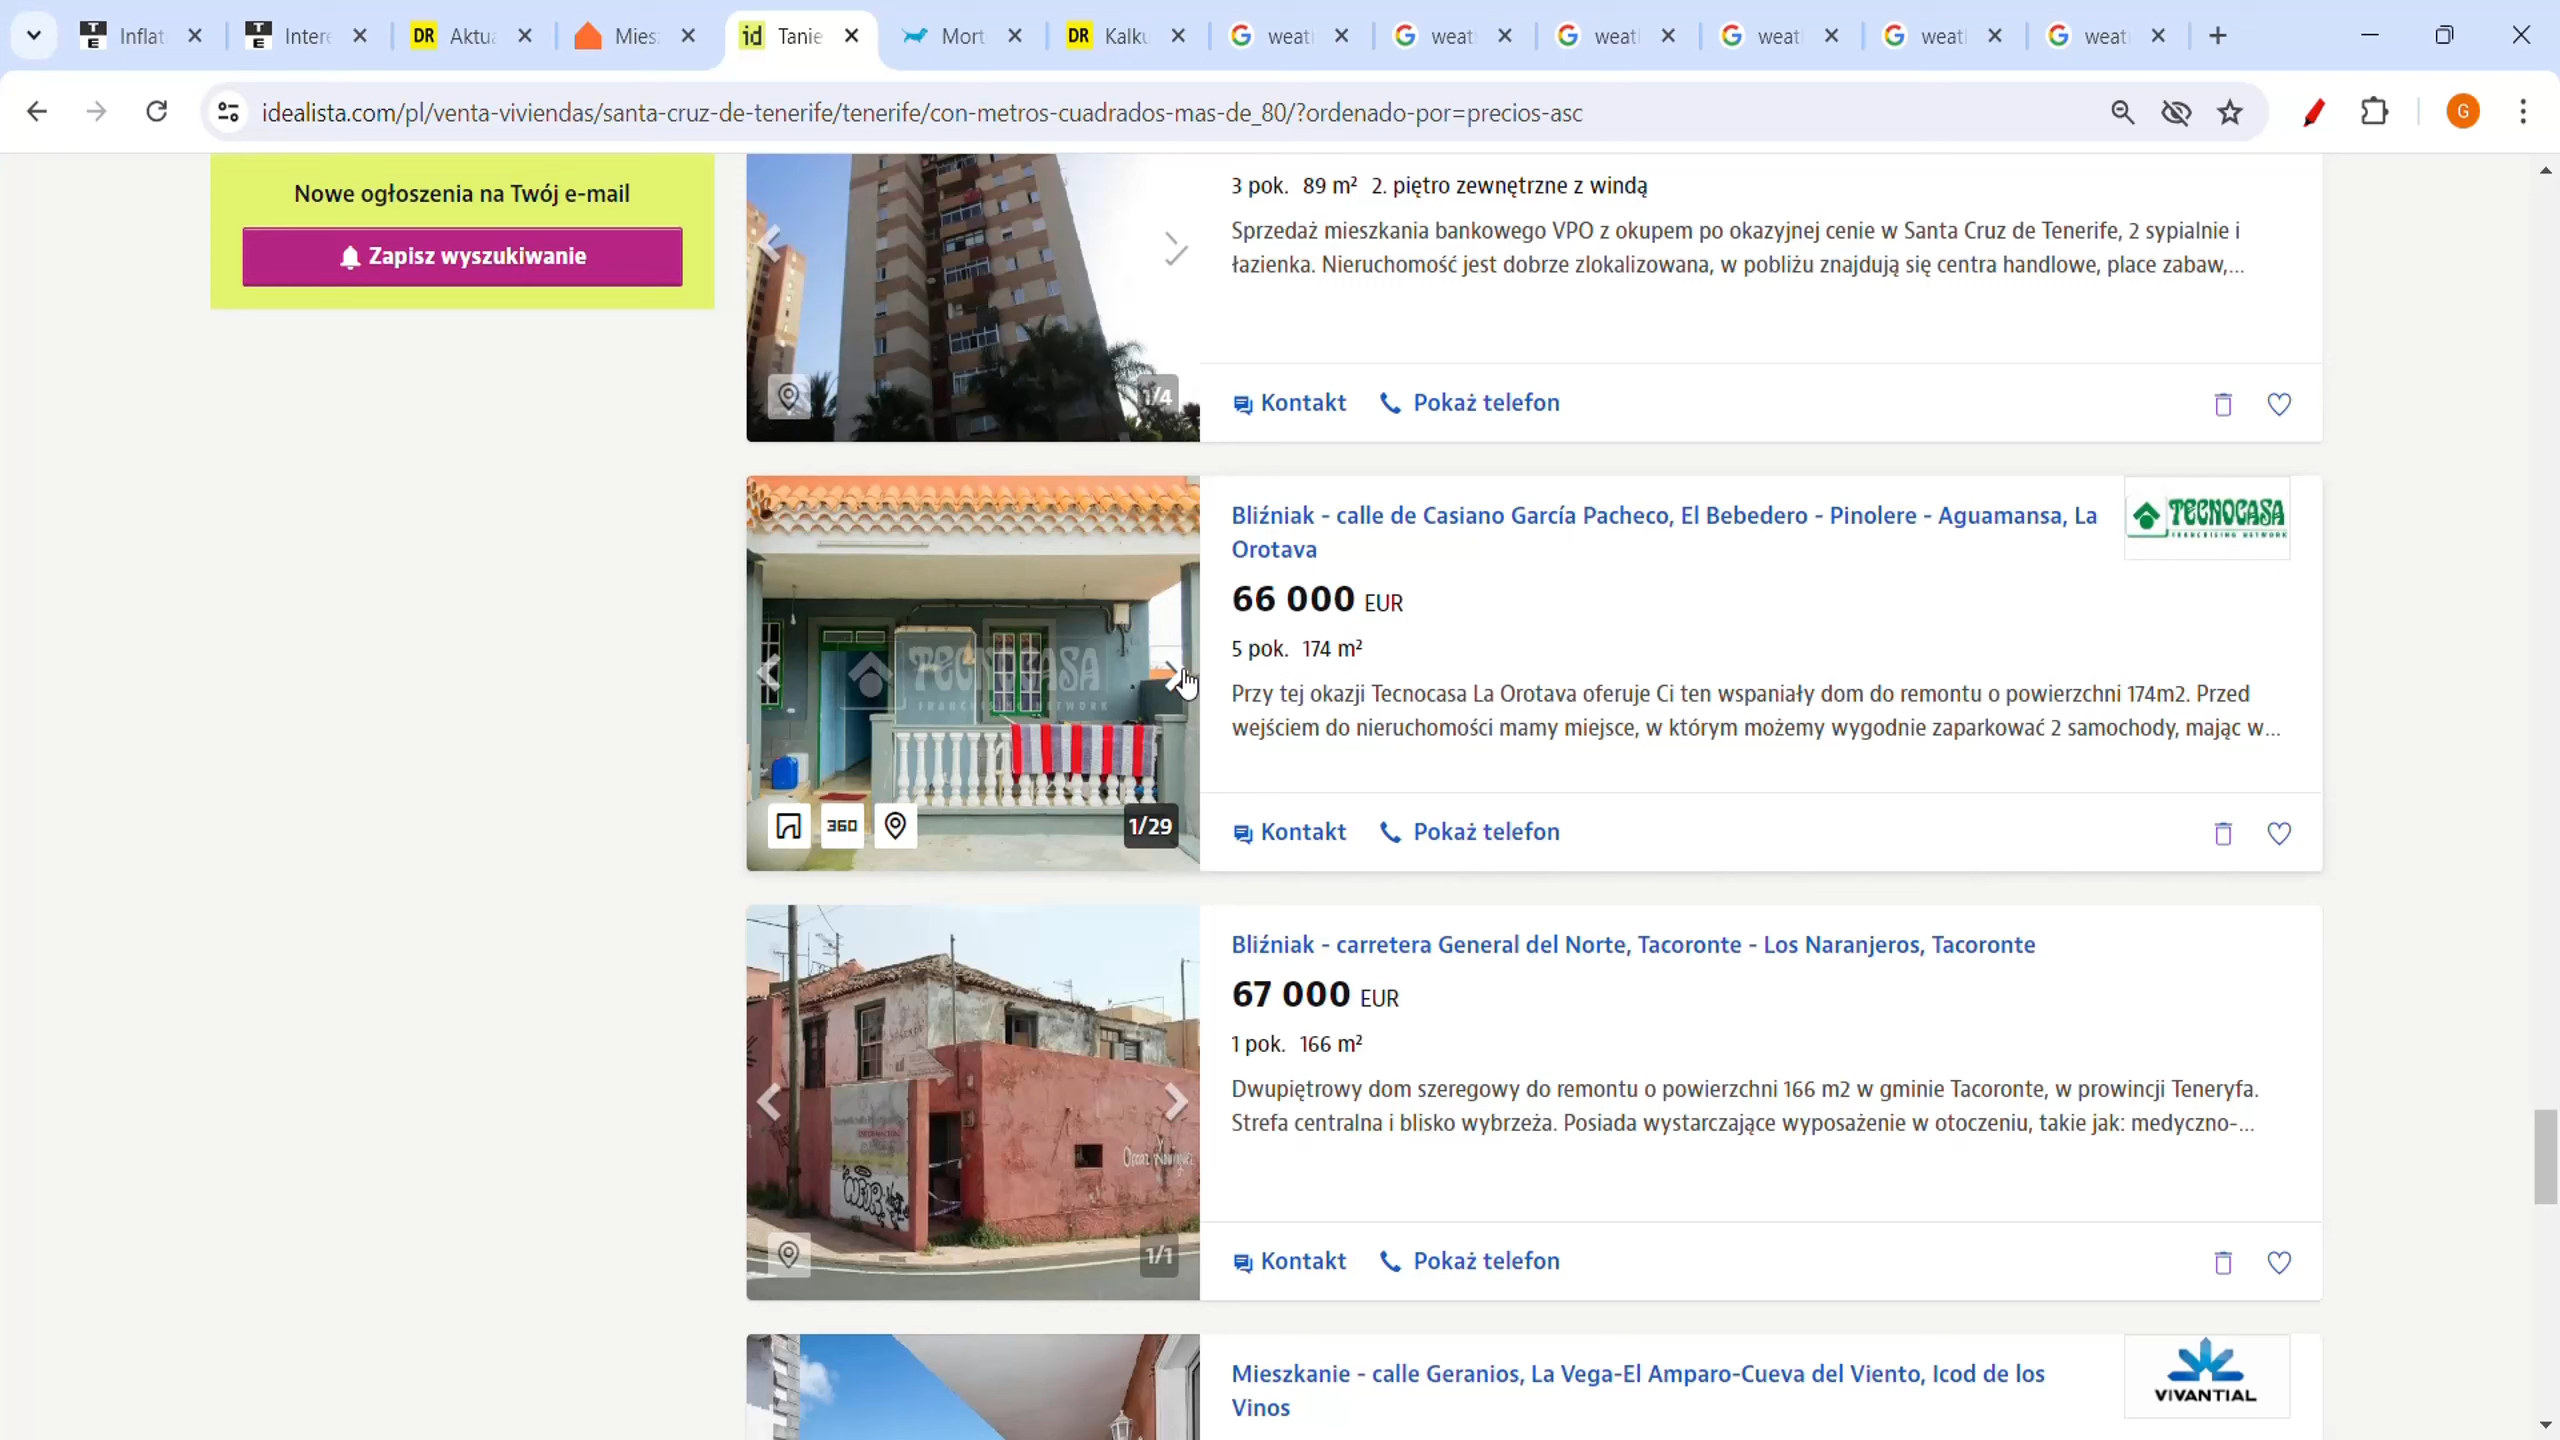 Inflat
Inter
DR Aktua
Mies
id Tanie
Mort
DR Kalku
weat
weat
weat
weat
weat
weat
idealista.com/pl/venta-viviendas/santa-cruz-de-tenerife/tenerife/con-metros-cuadrados-mas-de_80/?ordenado-por=precios-asc
G
Nowe ogłoszenia na Twój e-mail
Zapisz wyszukiwanie
1/4
3 pok. 89 m² 2. piętro zewnętrzne z windą
Sprzedaż mieszkania bankowego VPO z okupem po okazyjnej cenie w Santa Cruz de Tenerife, 2 sypialnie i
łazienka. Nieruchomość jest dobrze zlokalizowana, w pobliżu znajdują się centra handlowe, place zabaw,...
Kontakt Pokaż telefon
TECNOCASA
FRANCHISING NETWORK
360
1/29
Bliźniak - calle de Casiano García Pacheco, El Bebedero - Pinolere - Aguamansa, La
Orotava
TECNOCASA
FRANCHISING NETWORK
66 000 EUR
5 pok. 174 m²
Przy tej okazji Tecnocasa La Orotava oferuje Ci ten wspaniały dom do remontu o powierzchni 174m2. Przed
wejściem do nieruchomości mamy miejsce, w którym możemy wygodnie zaparkować 2 samochody, mając w...
Kontakt Pokaż telefon
1/1
Bliźniak - carretera General del Norte, Tacoronte - Los Naranjeros, Tacoronte
67 000 EUR
1 pok. 166 m²
Dwupiętrowy dom szeregowy do remontu o powierzchni 166 m2 w gminie Tacoronte, w prowincji Teneryfa.
Strefa centralna i blisko wybrzeża. Posiada wystarczające wyposażenie w otoczeniu, takie jak: medyczno-...
Kontakt Pokaż telefon
Mieszkanie - calle Geranios, La Vega-El Amparo-Cueva del Viento, Icod de los
Vinos
VIVANTIAL